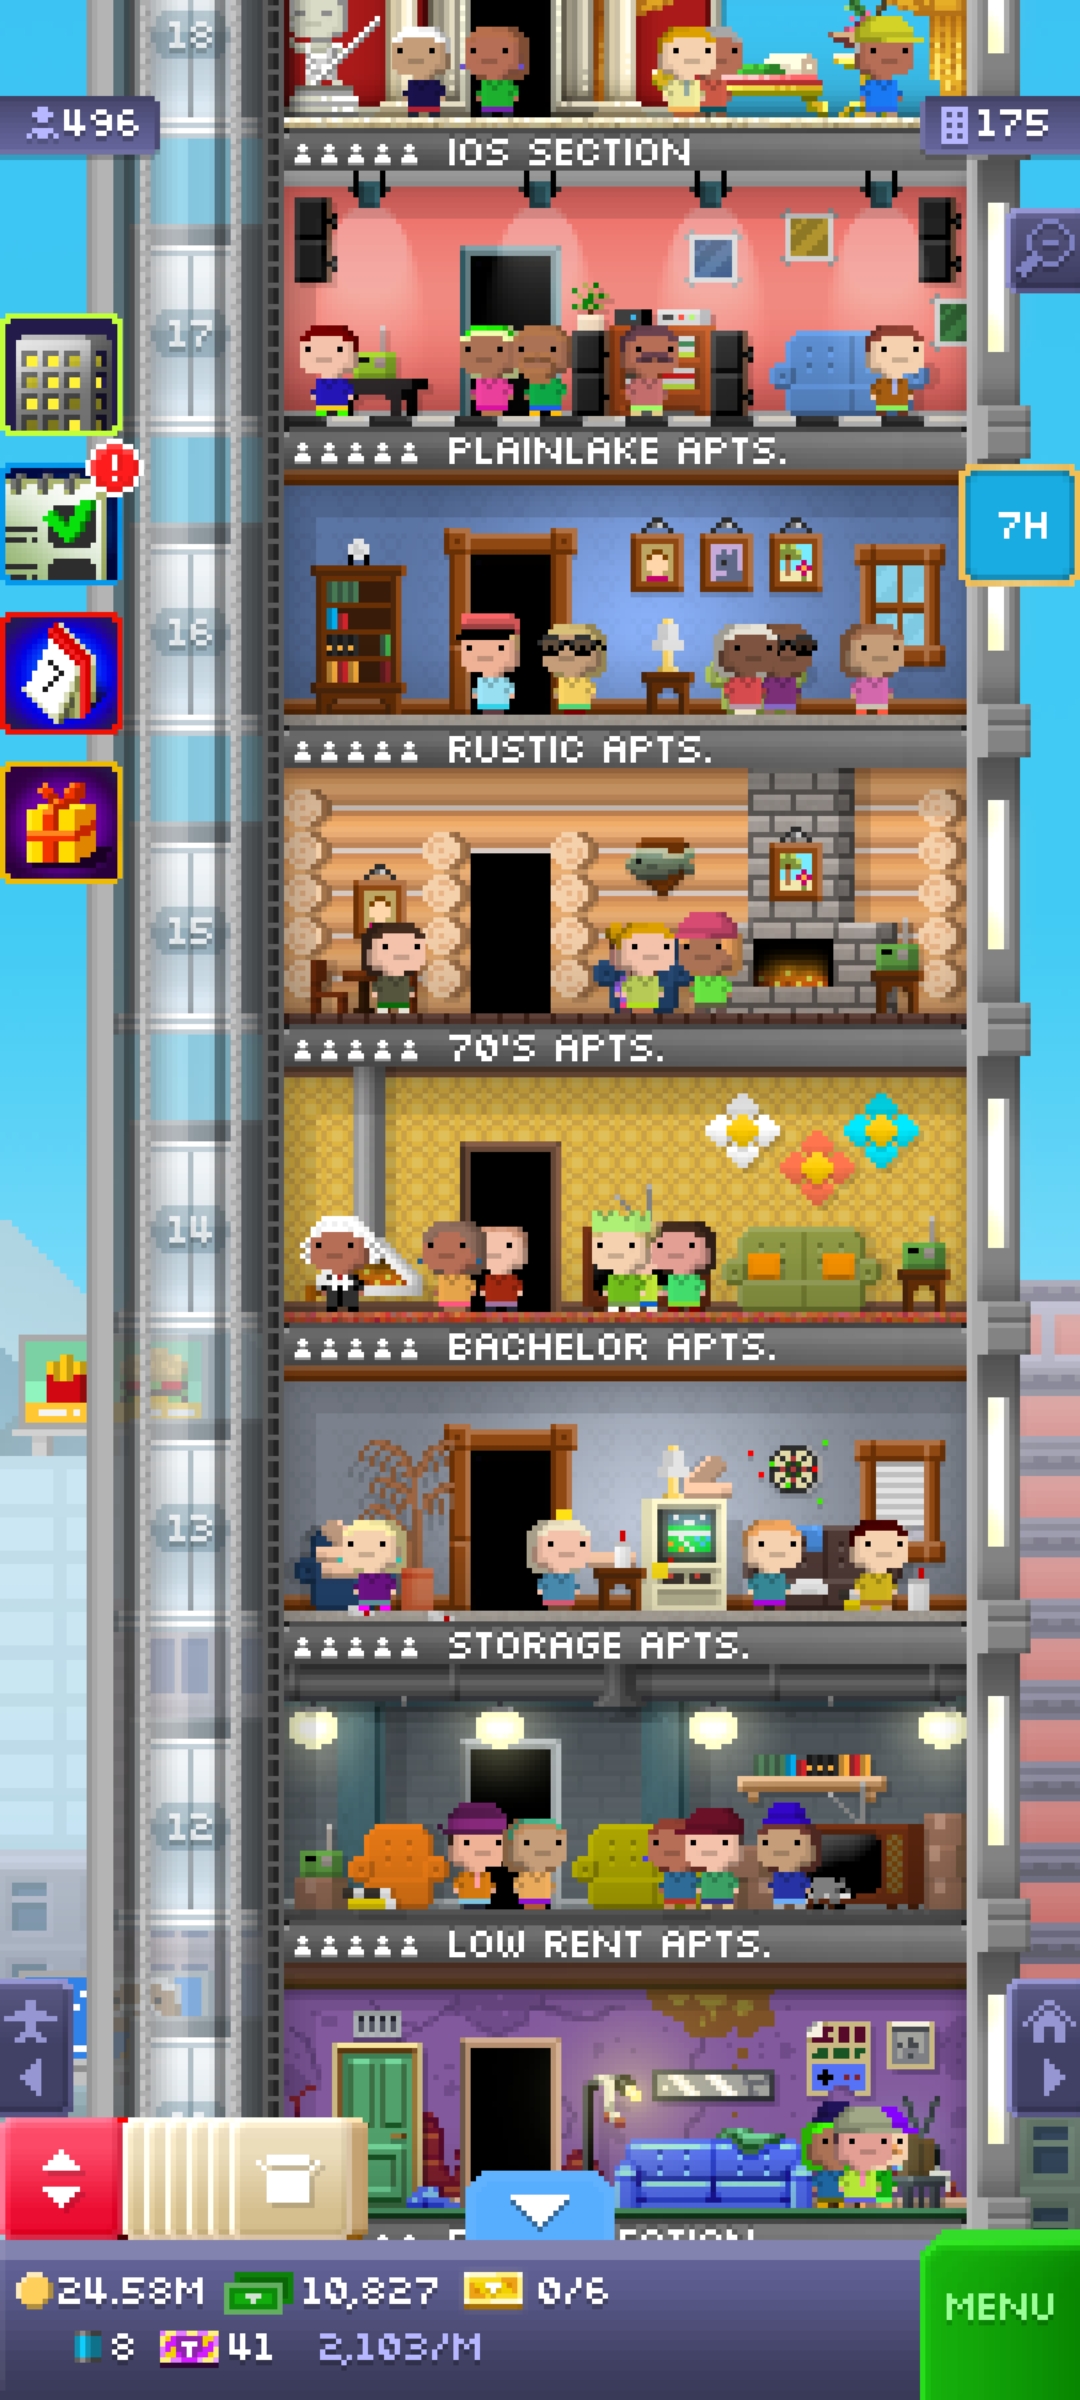 18
496
175
IOS SECTION
17
PLAINLAKE APTS.
7H
16
RUSTIC APTS.
15
70'S APTS.
14
BACHELOR APTS.
13
STORAGE APTS.
12
LOW RENT APTS.
24.58M 10,827 0/6
MENU
8 41 2,103/M